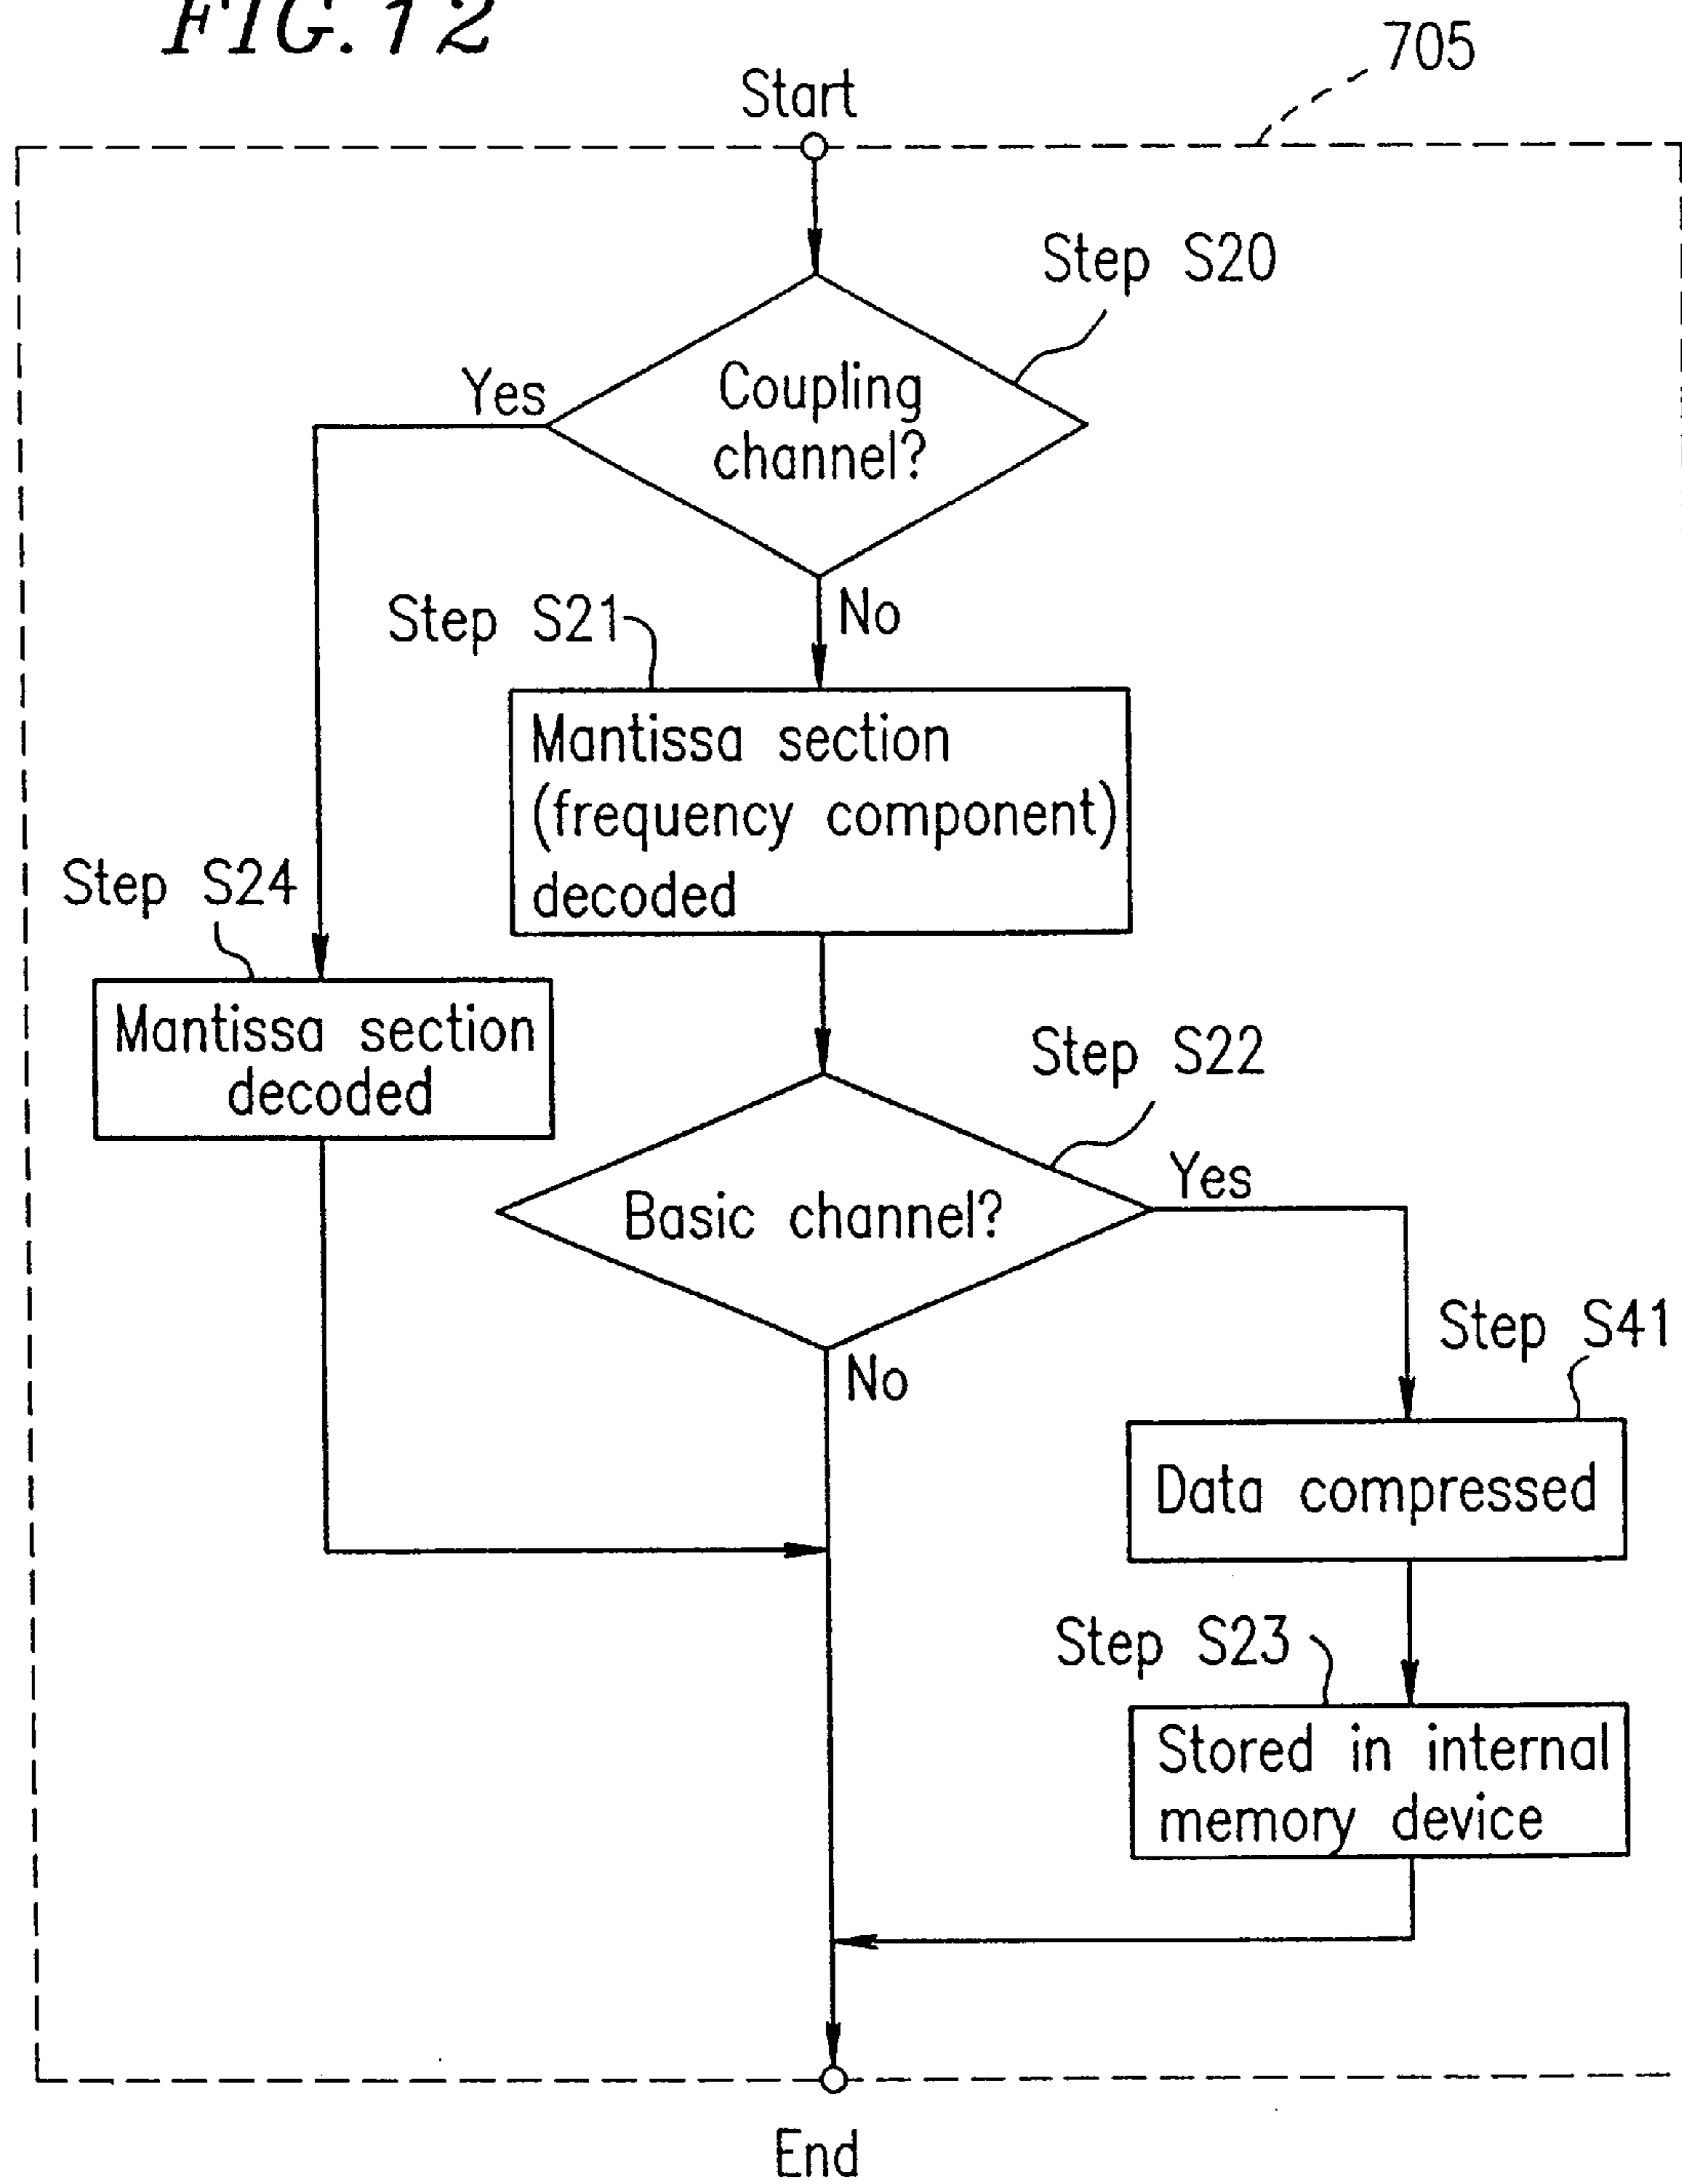 FIG. 12
705
Start
Step S20
Coupling
channel?
Yes
No
Step S21
Mantissa section
(frequency component)
decoded
Step S24
Mantissa section
decoded
Step S22
Basic channel?
Yes
No
Step S41
Data compressed
Step S23
Stored in internal
memory device
End